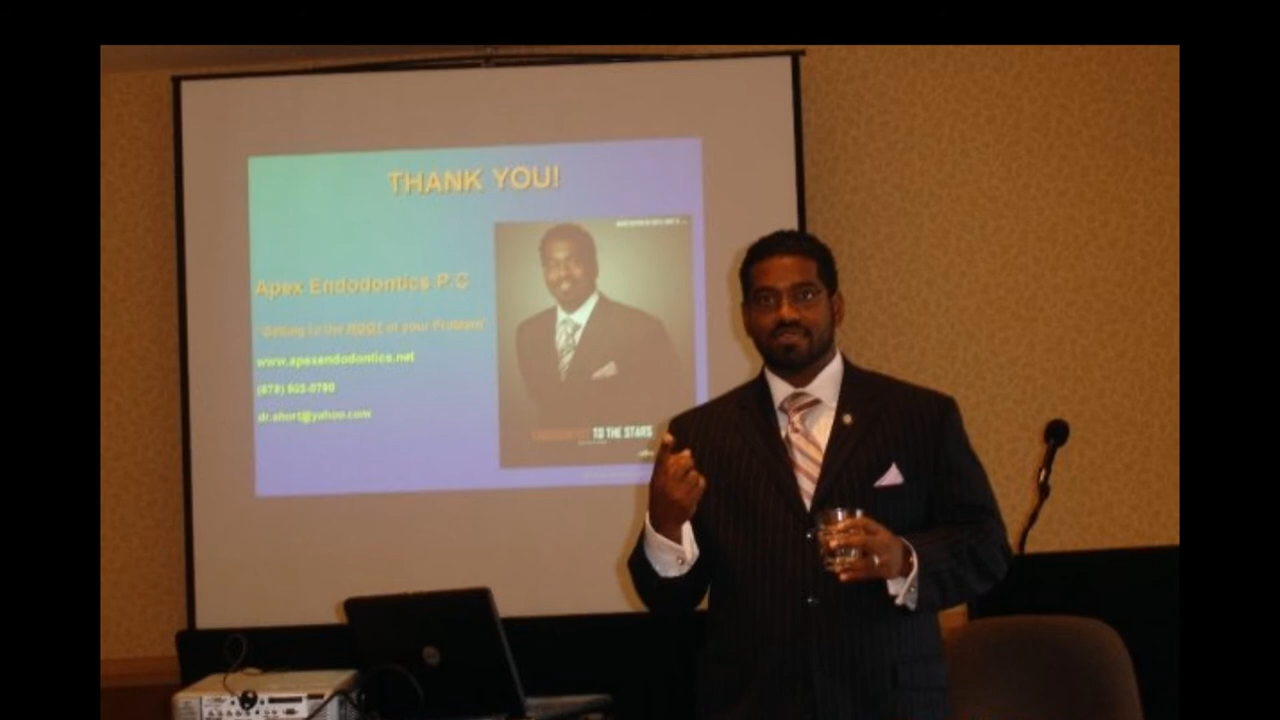 THANK YOU!
Apex Endodontics P.C
"Getting to the ROOT of your Problem"
www.apexendodontics.net
dr.short@yahoo.com
TO THE STARS